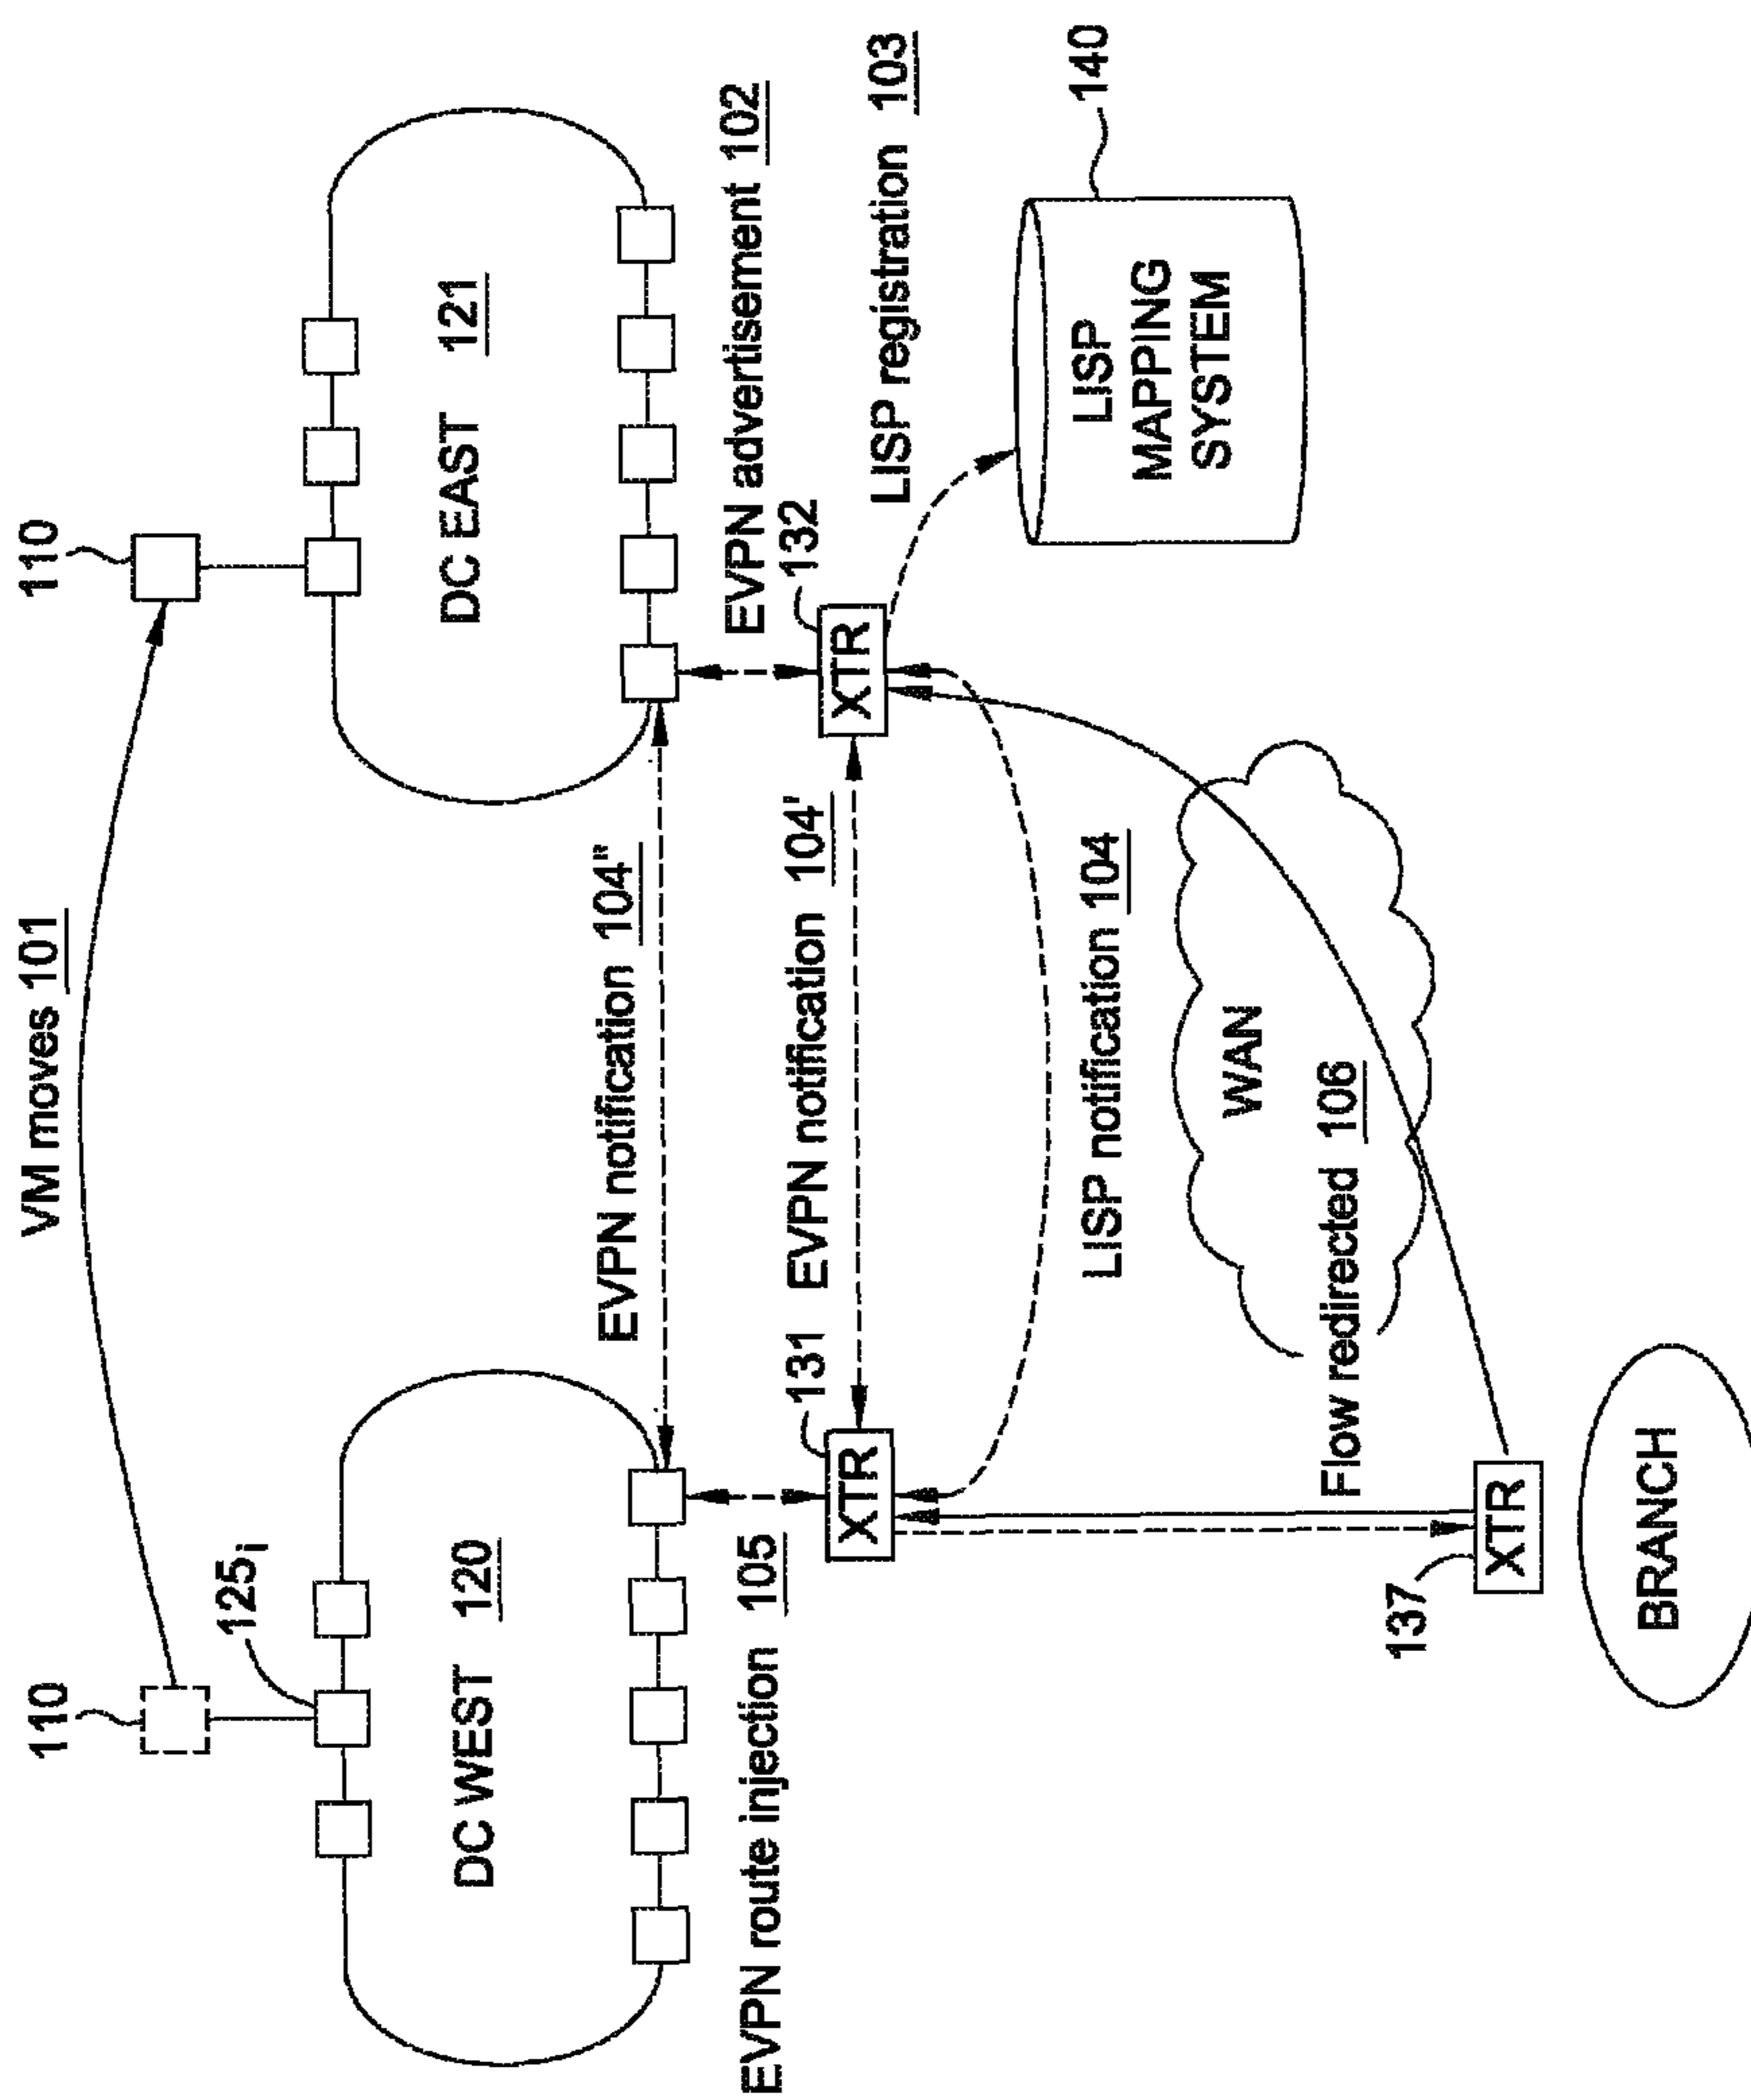 VM moves 101
110
110
125i
DC WEST 120
DC EAST 121
EVPN notification 104"
EVPN route injection 105
EVPN advertisement 102
131
EVPN notification 104'
132
XTR
XTR
LISP registration 103
LISP notification 104
140
LISP
MAPPING
SYSTEM
WAN
Flow redirected 106
137
XTR
BRANCH